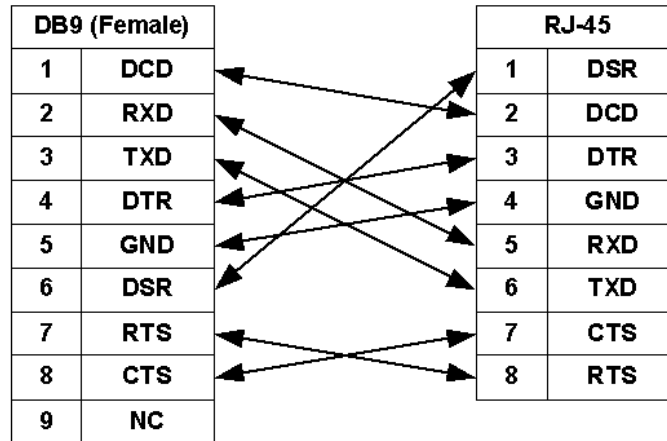 DB9 (Female)
1 DCD
2 RXD
3 TXD
4 DTR
5 GND
6 DSR
7 RTS
8 CTS
9 NC
RJ-45
1 DSR
2 DCD
3 DTR
4 GND
5 RXD
6 TXD
7 CTS
8 RTS